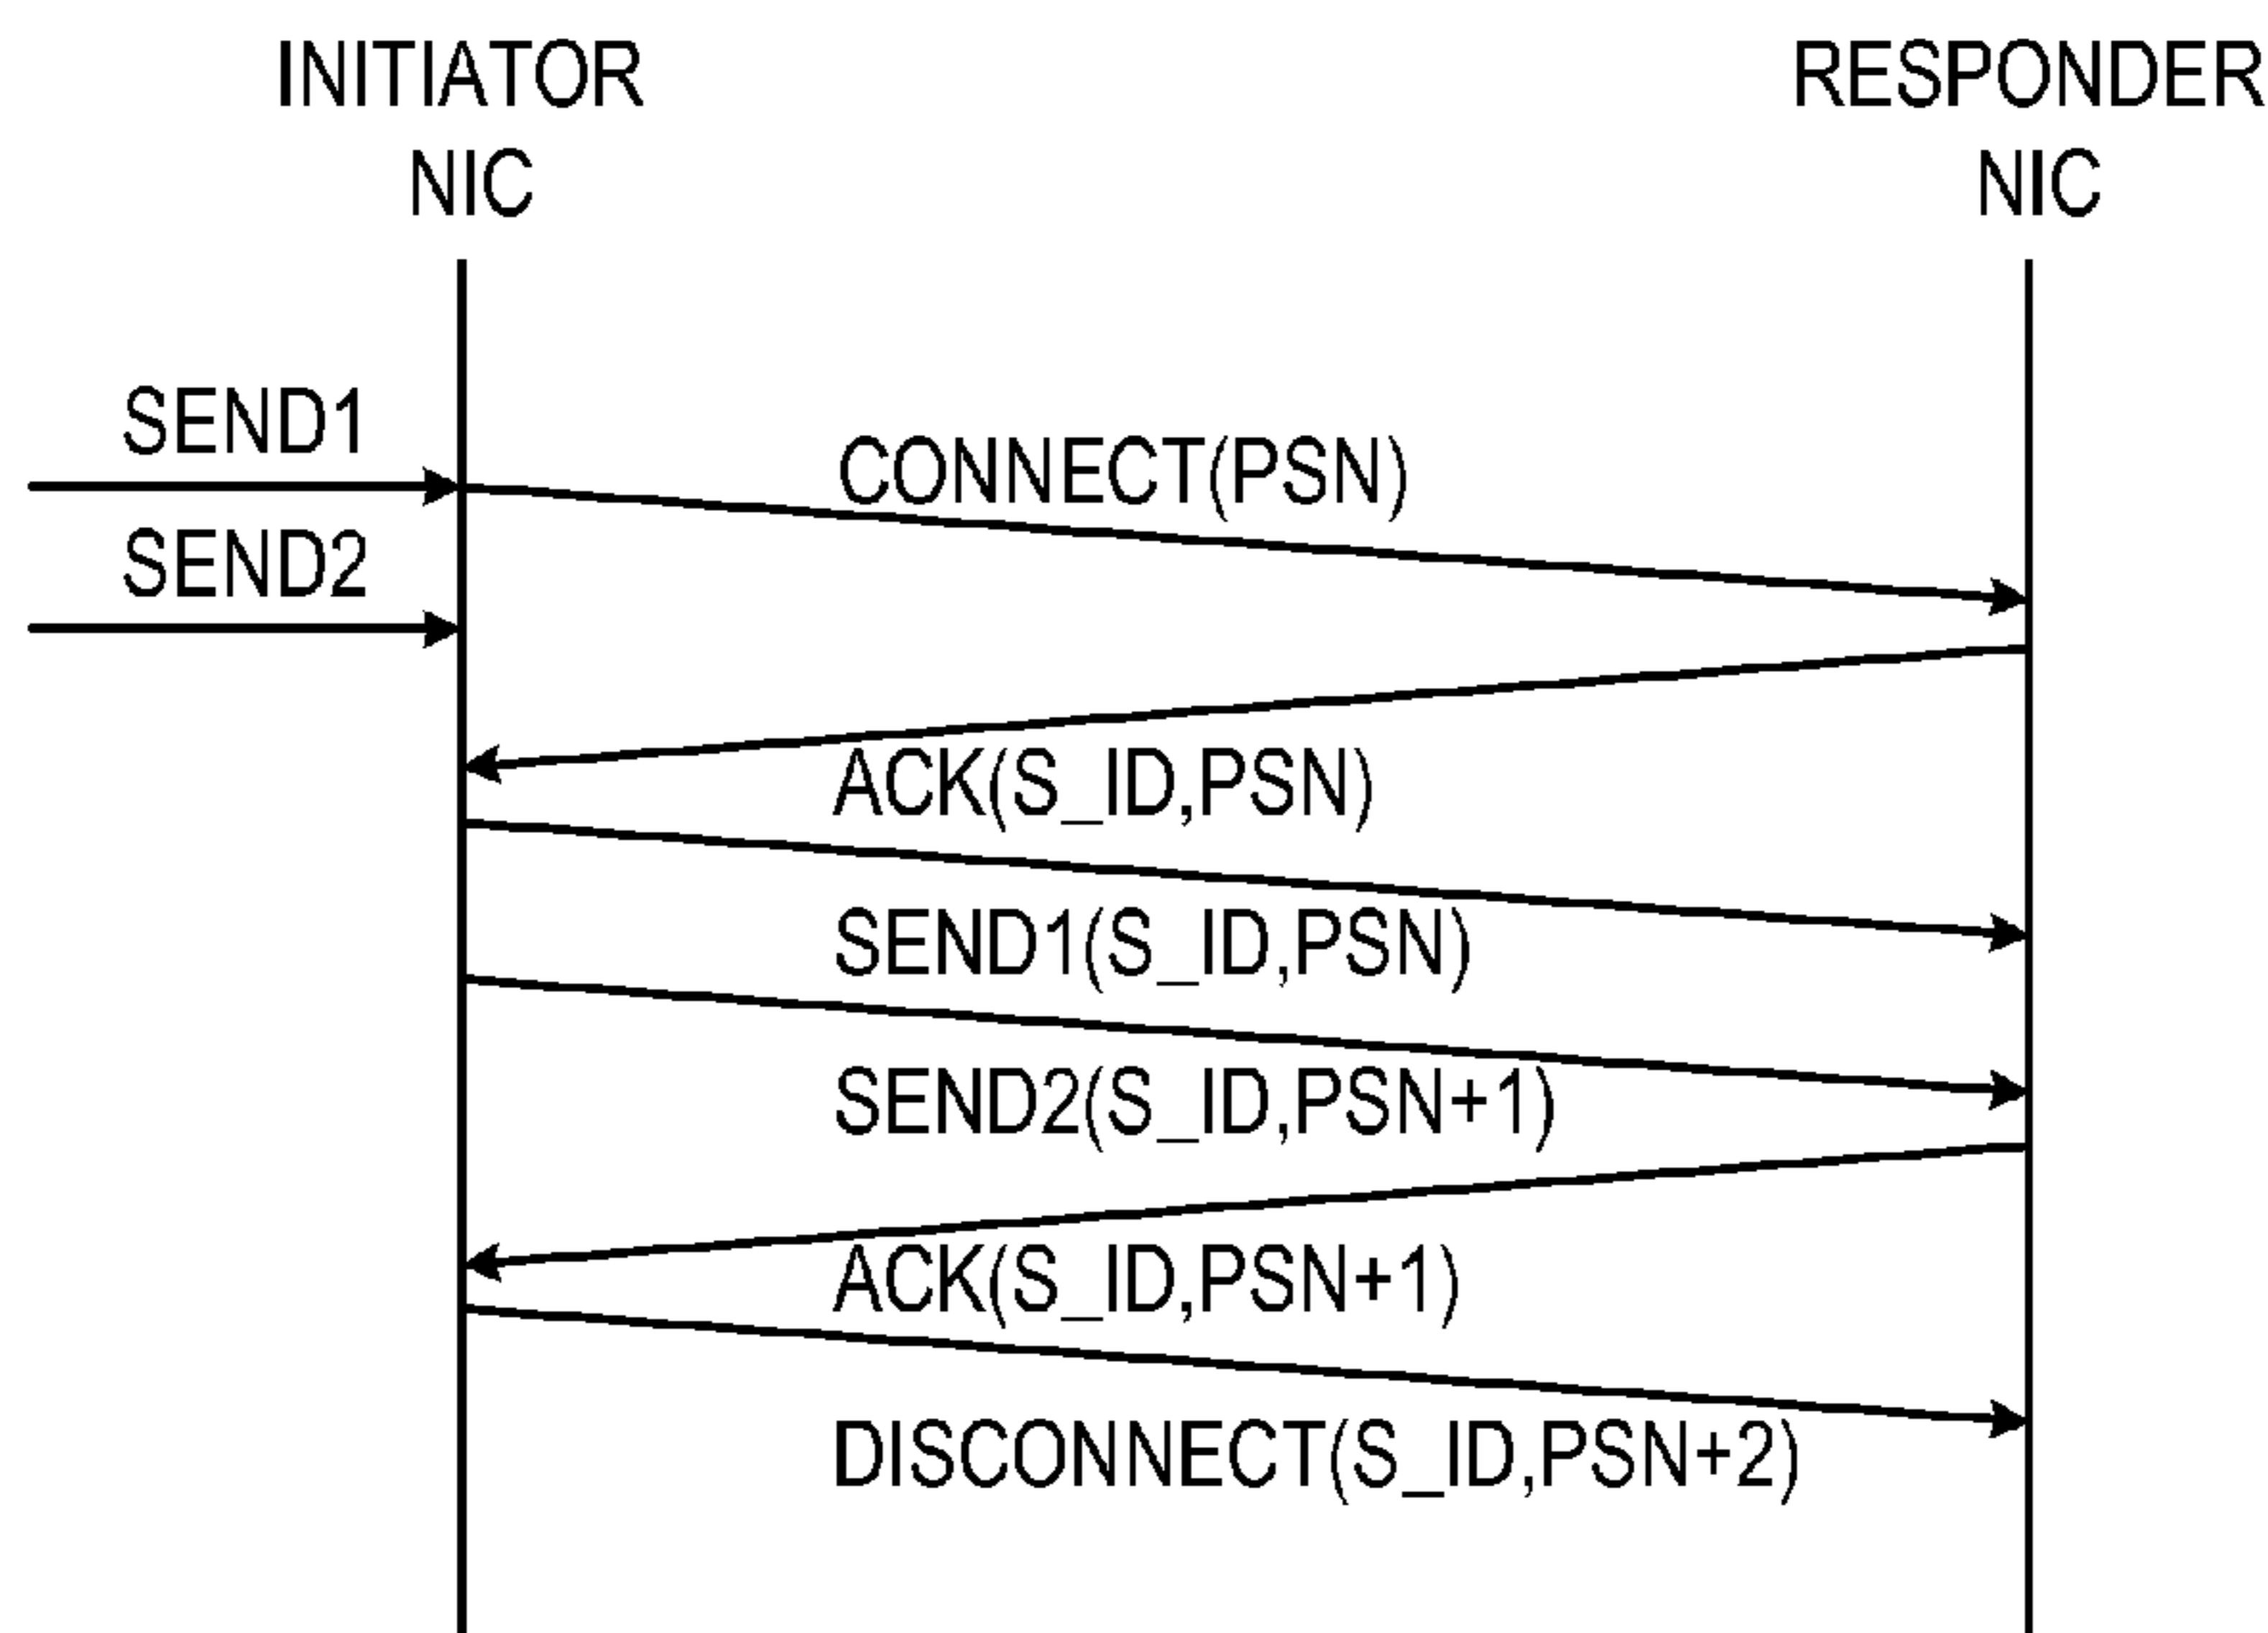 INITIATOR
NIC
RESPONDER
NIC
SEND1
CONNECT(PSN)
SEND2
ACK(S_ID,PSN)
SEND1(S_ID,PSN)
SEND2(S_ID,PSN+1)
ACK(S_ID,PSN+1)
DISCONNECT(S_ID,PSN+2)